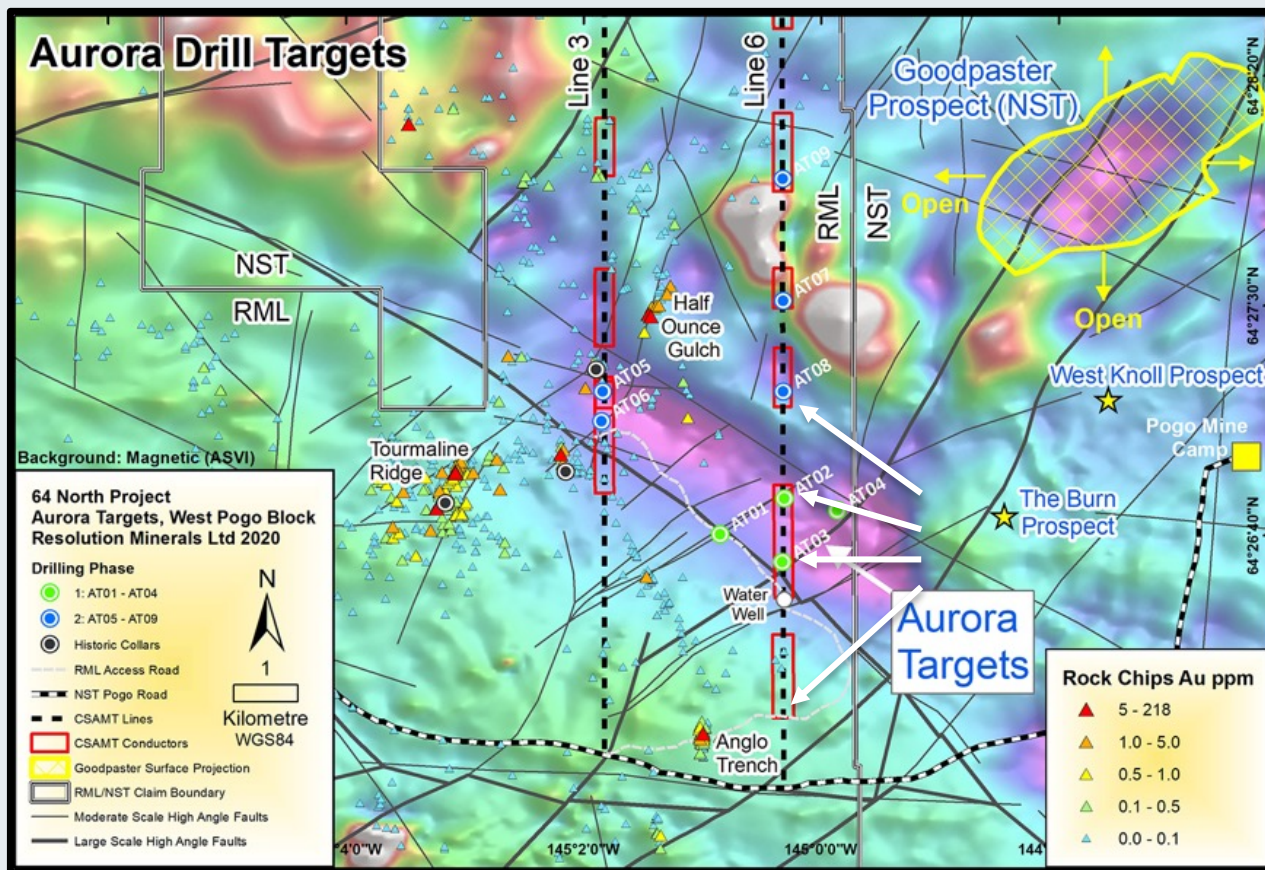 Aurora Drill Targets
Line 3
Line 6
Goodpaster
Prospect (NST)
64°28'20"N
AT09
RML
NST
Open
NST
RML
AT07
Half
Ounce
Gulch
Open
64°27'30"N
AT05
AT08
West Knoll Prospect
AT06
Pogo Mine
Camp
Tourmaline
Ridge
Background: Magnetic (ASVI)
AT02
AT04
AT01
The Burn
Prospect
AT03
64°26'40"N
Water
Well
Aurora
Targets
Anglo
Trench
64 North Project
Aurora Targets, West Pogo Block
Resolution Minerals Ltd 2020
Drilling Phase
1: AT01 - AT04
2: AT05 - AT09
Historic Collars
RML Access Road
NST Pogo Road
CSAMT Lines
CSAMT Conductors
Goodpaster Surface Projection
RML/NST Claim Boundary
Moderate Scale High Angle Faults
Large Scale High Angle Faults
N
1
Kilometre
WGS84
Rock Chips Au ppm
5 - 218
1.0 - 5.0
0.5 - 1.0
0.1 - 0.5
0.0 - 0.1
4'0"W
145°2'0"W
145°0'0"W
144